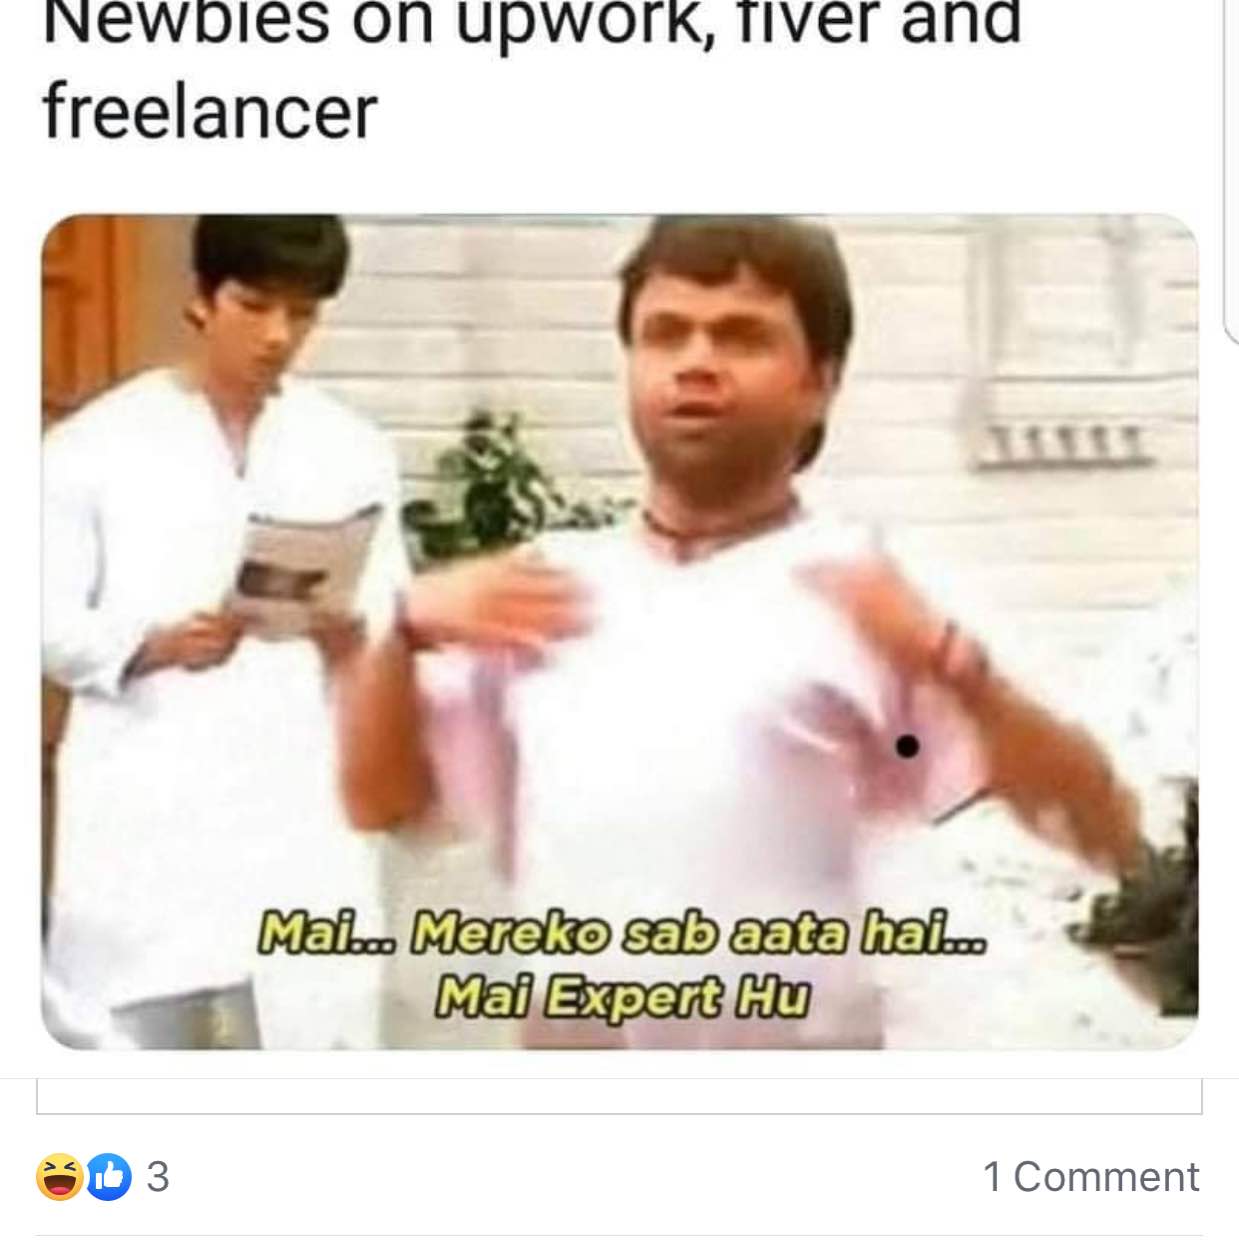 Newbies on upwork, fiver and
freelancer
Mai... Mereko sab aata hai...
Mai Expert Hu
3
1 Comment